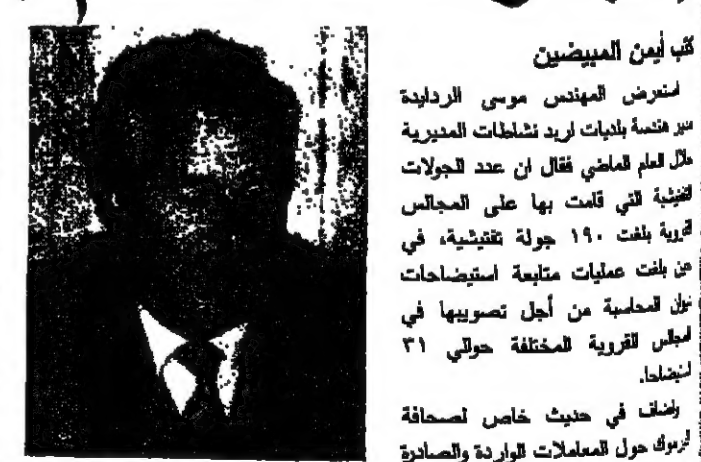 كتب أيمن المبيضين
استعرض المهندس موسى الردايدة
مدير هندسة بلديات اربد نشاطات المديرية
خلال العام الماضي فقال ان عدد الجولات
التفتيشية التي قامت بها على المجالس
القروية بلغت ١٩٠ جولة تفتيشية، في
حين بلغت عمليات متابعة استيضاحات
ديوان المحاسبة من أجل تصويبها في
المجالس القروية المختلفة حوالي ٣١
استيضاحا.
واضاف في حديث خاص لصحافة
اليرموك حول المعاملات الواردة والصادرة